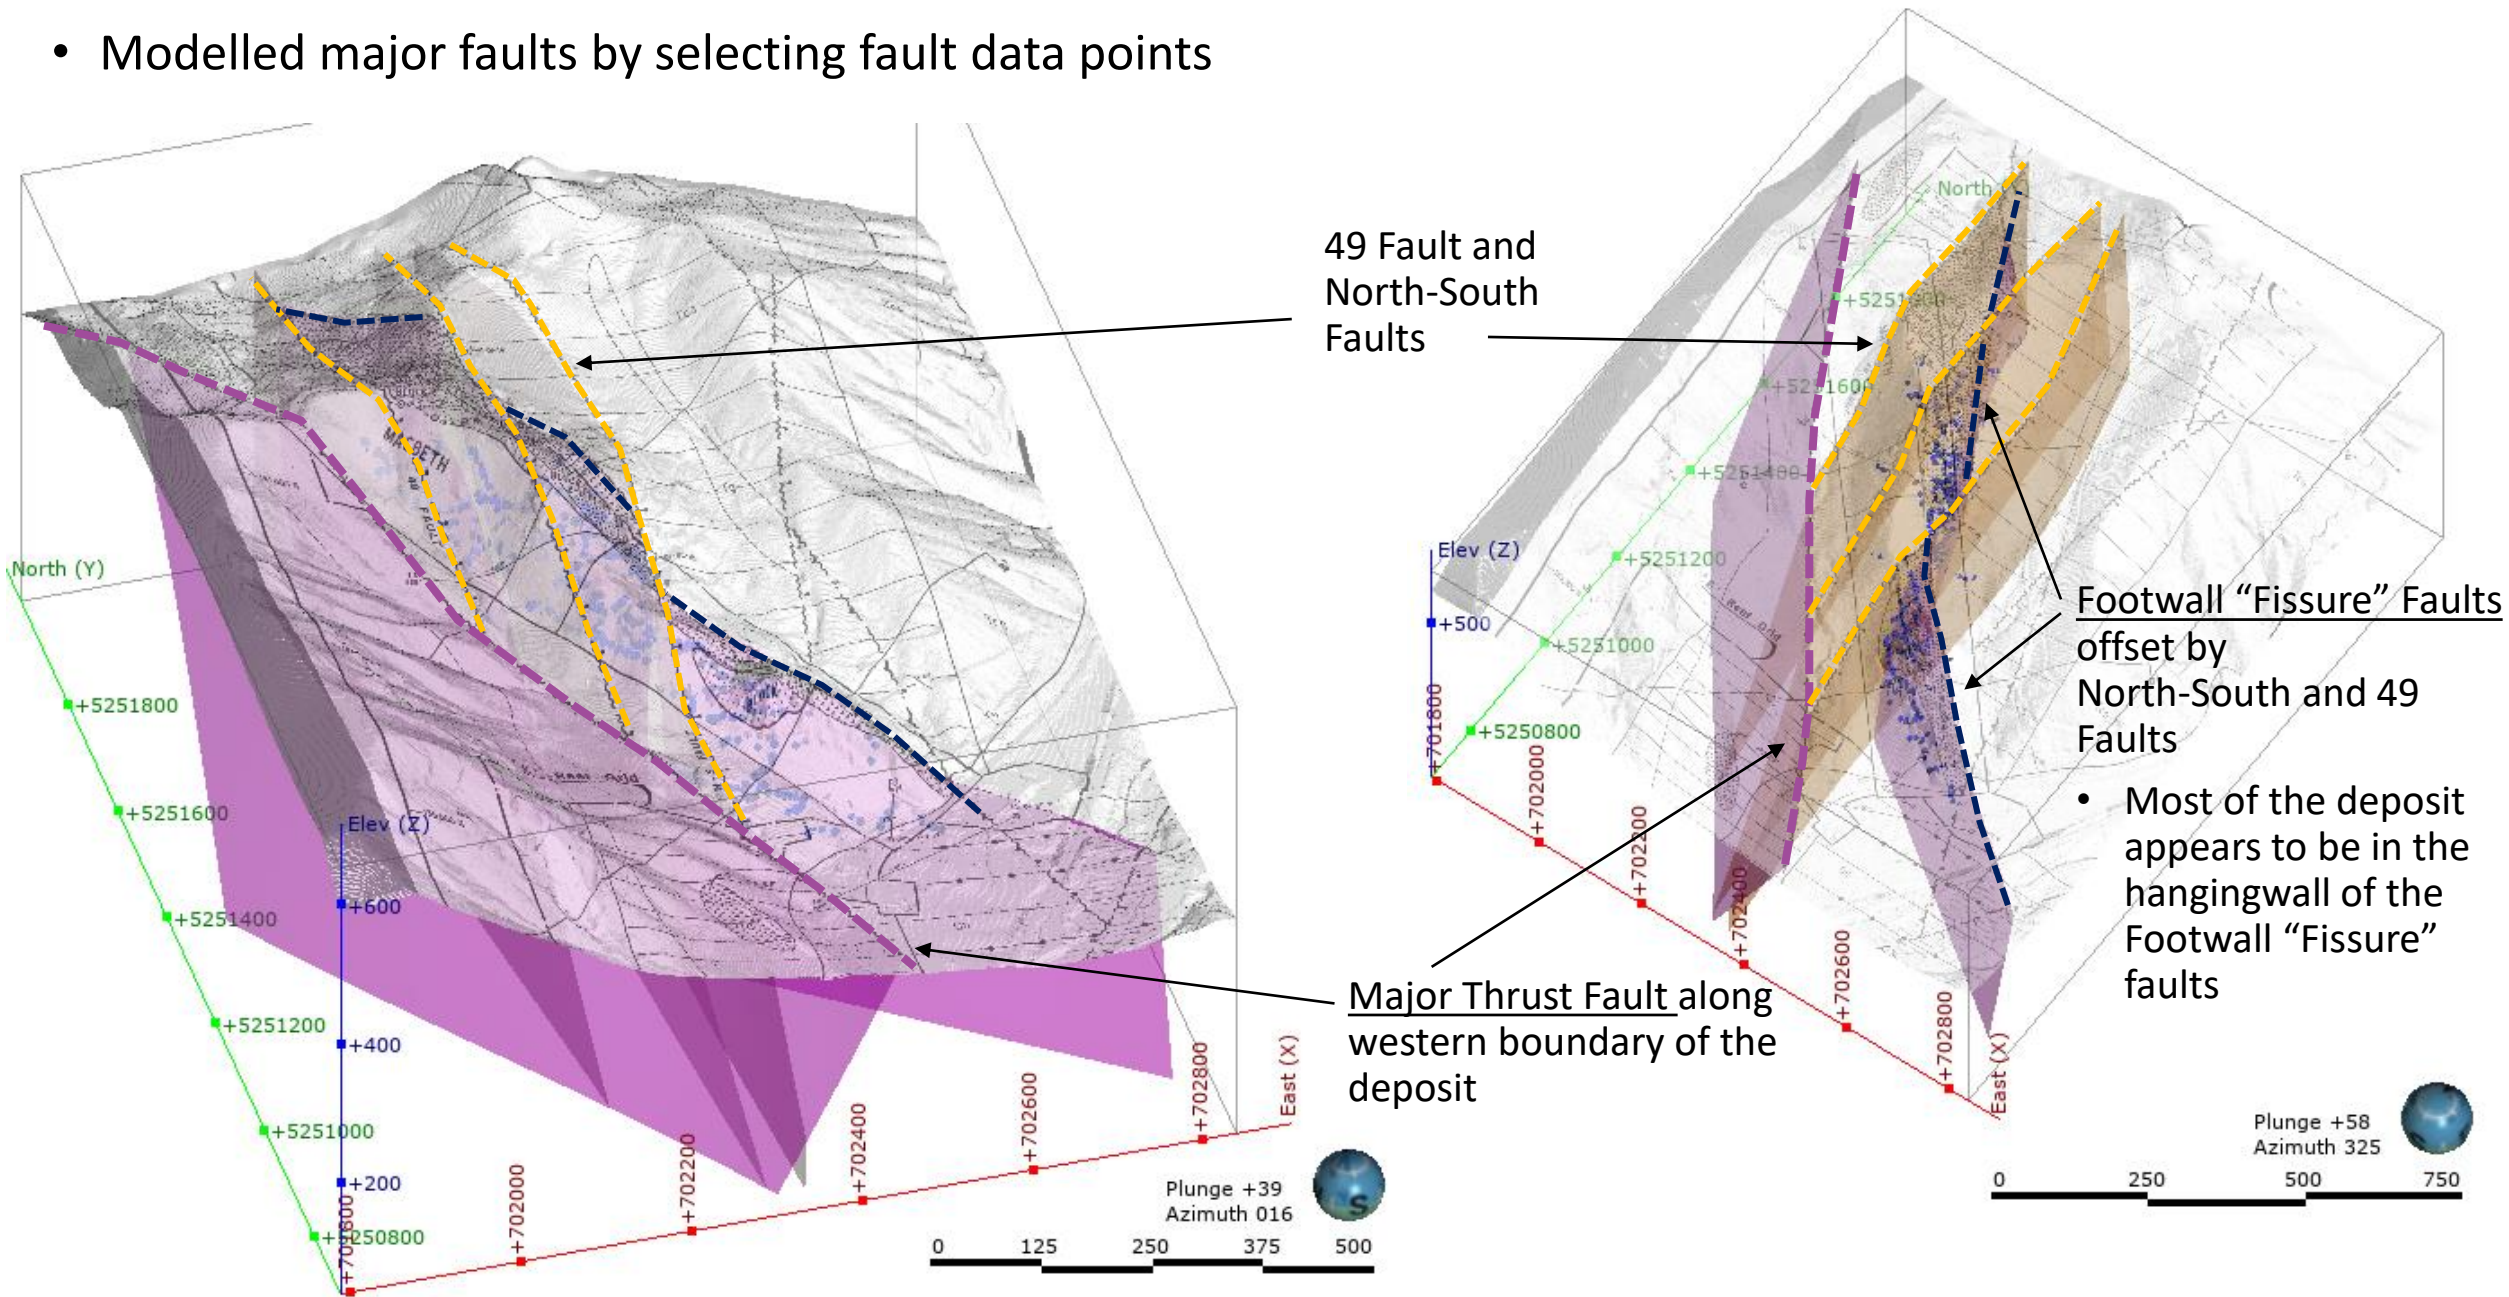 • Modelled major faults by selecting fault data points
49 Fault and
North-South
Faults
Footwall “Fissure” Faults
offset by
North-South and 49
Faults
• Most of the deposit
appears to be in the
hangingwall of the
Footwall “Fissure”
faults
Major Thrust Fault along
western boundary of the
deposit
North (Y)
+5251800
+5251600
+5251400
+5251200
+5251000
+5250800
Elev (Z)
+600
+400
+200
+701800
+702000
+702200
+702400
+702600
+702800
East (X)
FAULT
Plunge +39
Azimuth 016
S
0 125 250 375 500
North
+5251600
+5251400
+5251200
+5251000
+5250800
Elev (Z)
+500
+701800
+702000
+702200
+702400
+702600
+702800
East (X)
Plunge +58
Azimuth 325
0 250 500 750